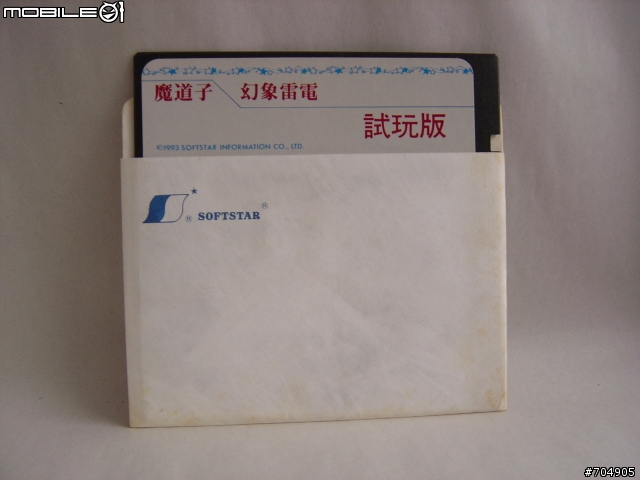 MOBILE01
魔道子 幻象雷電
試玩版
©1993 SOFTSTAR INFORMATION CO., LTD.
® SOFTSTAR ®
#704905